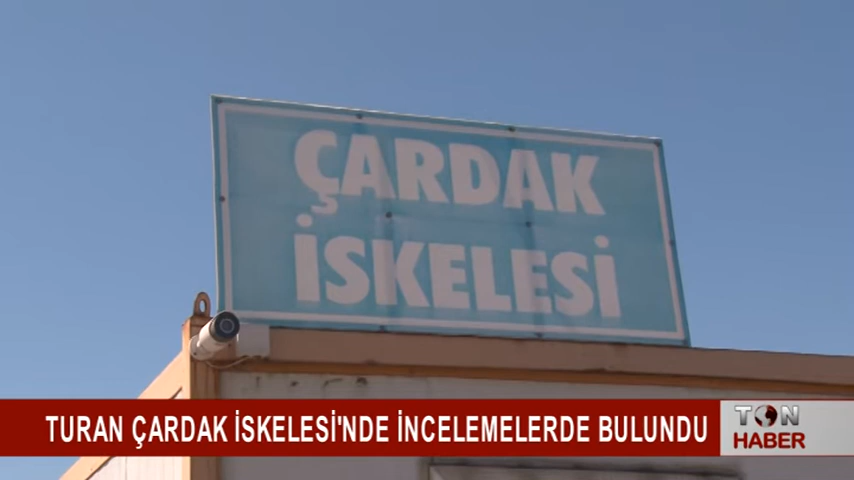 ÇARDAK
İSKELESİ
TURAN ÇARDAK İSKELESİ'NDE İNCELEMELERDE BULUNDU
TON
HABER